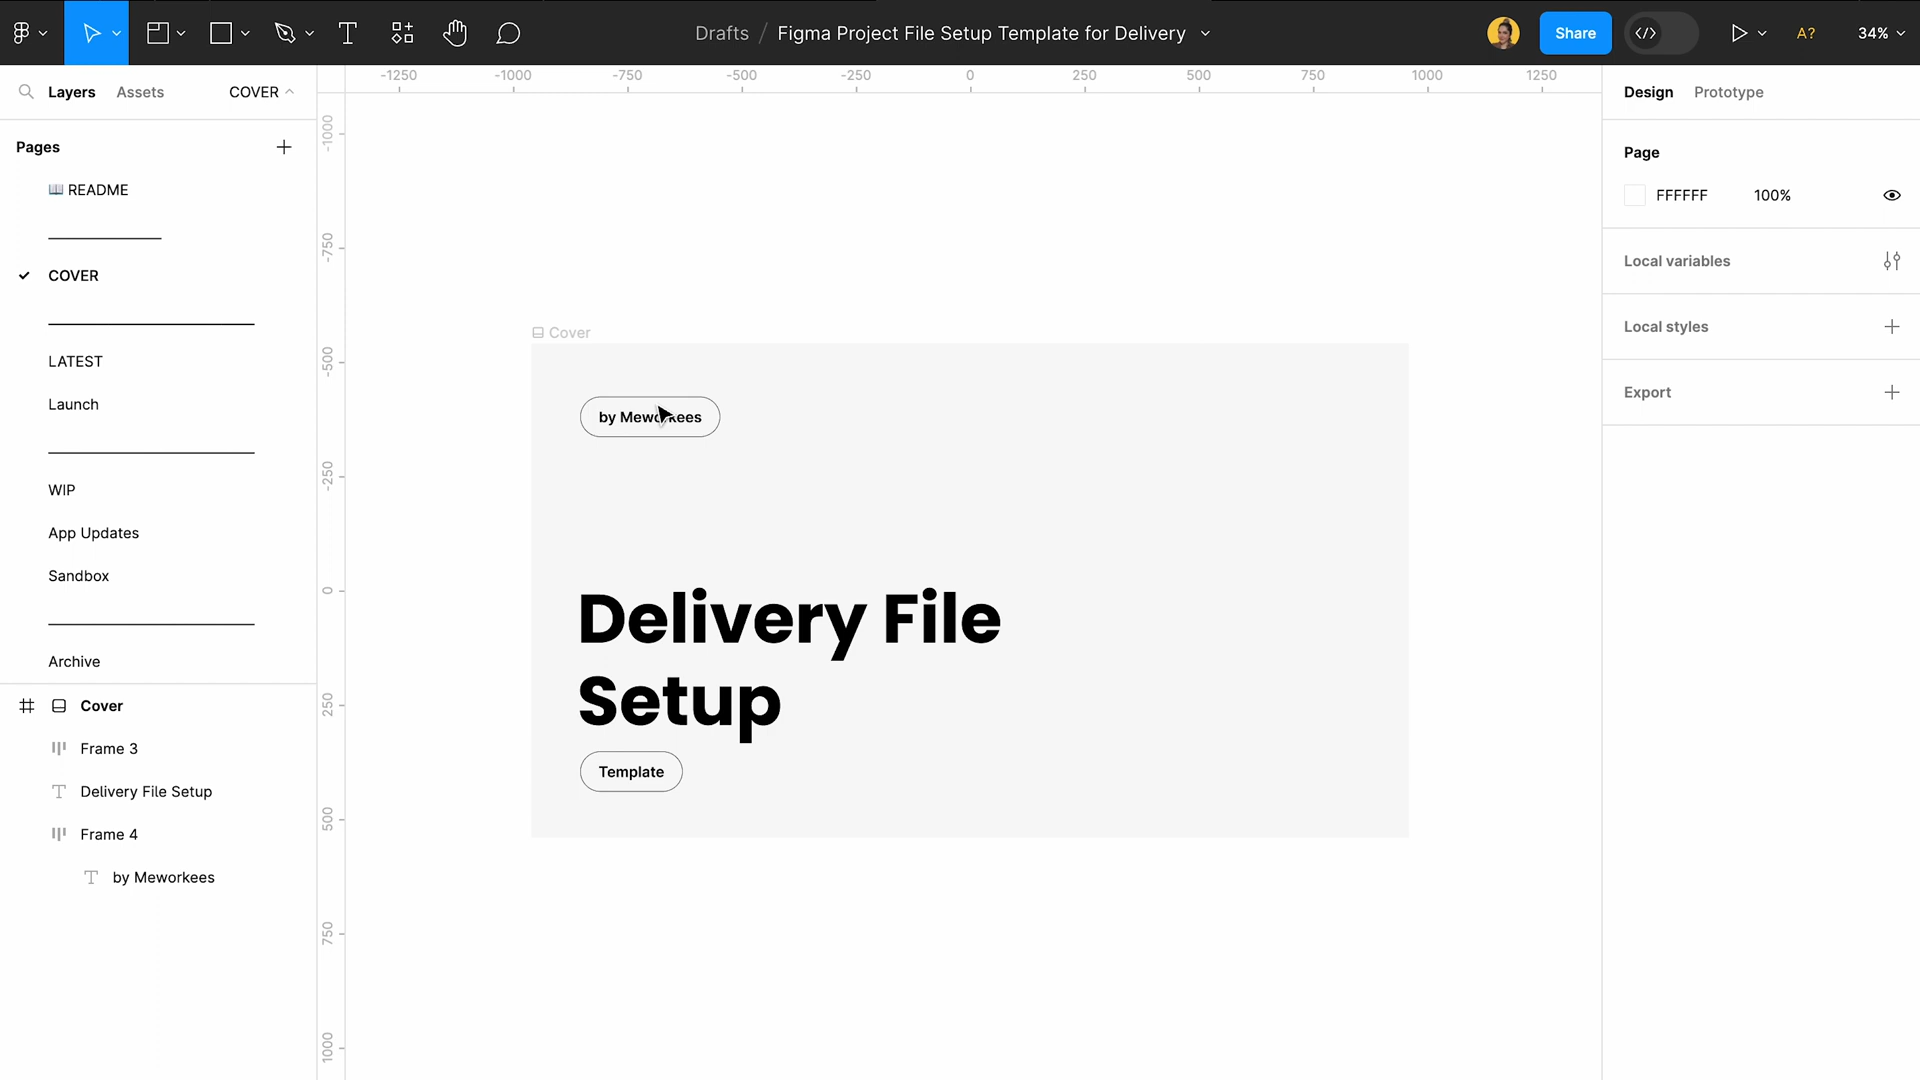 Drafts / Figma Project File Setup Template for Delivery
Share
A?
34%
Layers
Assets
COVER
-1250
-1000
-750
-500
-250
0
250
500
750
1000
1250
Design
Prototype
Pages
📖 README
COVER
LATEST
Launch
WIP
App Updates
Sandbox
Archive
Cover
Frame 3
Delivery File Setup
Frame 4
by Meworkees
-1000
-750
-500
-250
0
250
500
750
1000
Cover
by Meworkees
Delivery File
Setup
Template
Page
FFFFFF
100%
Local variables
Local styles
Export